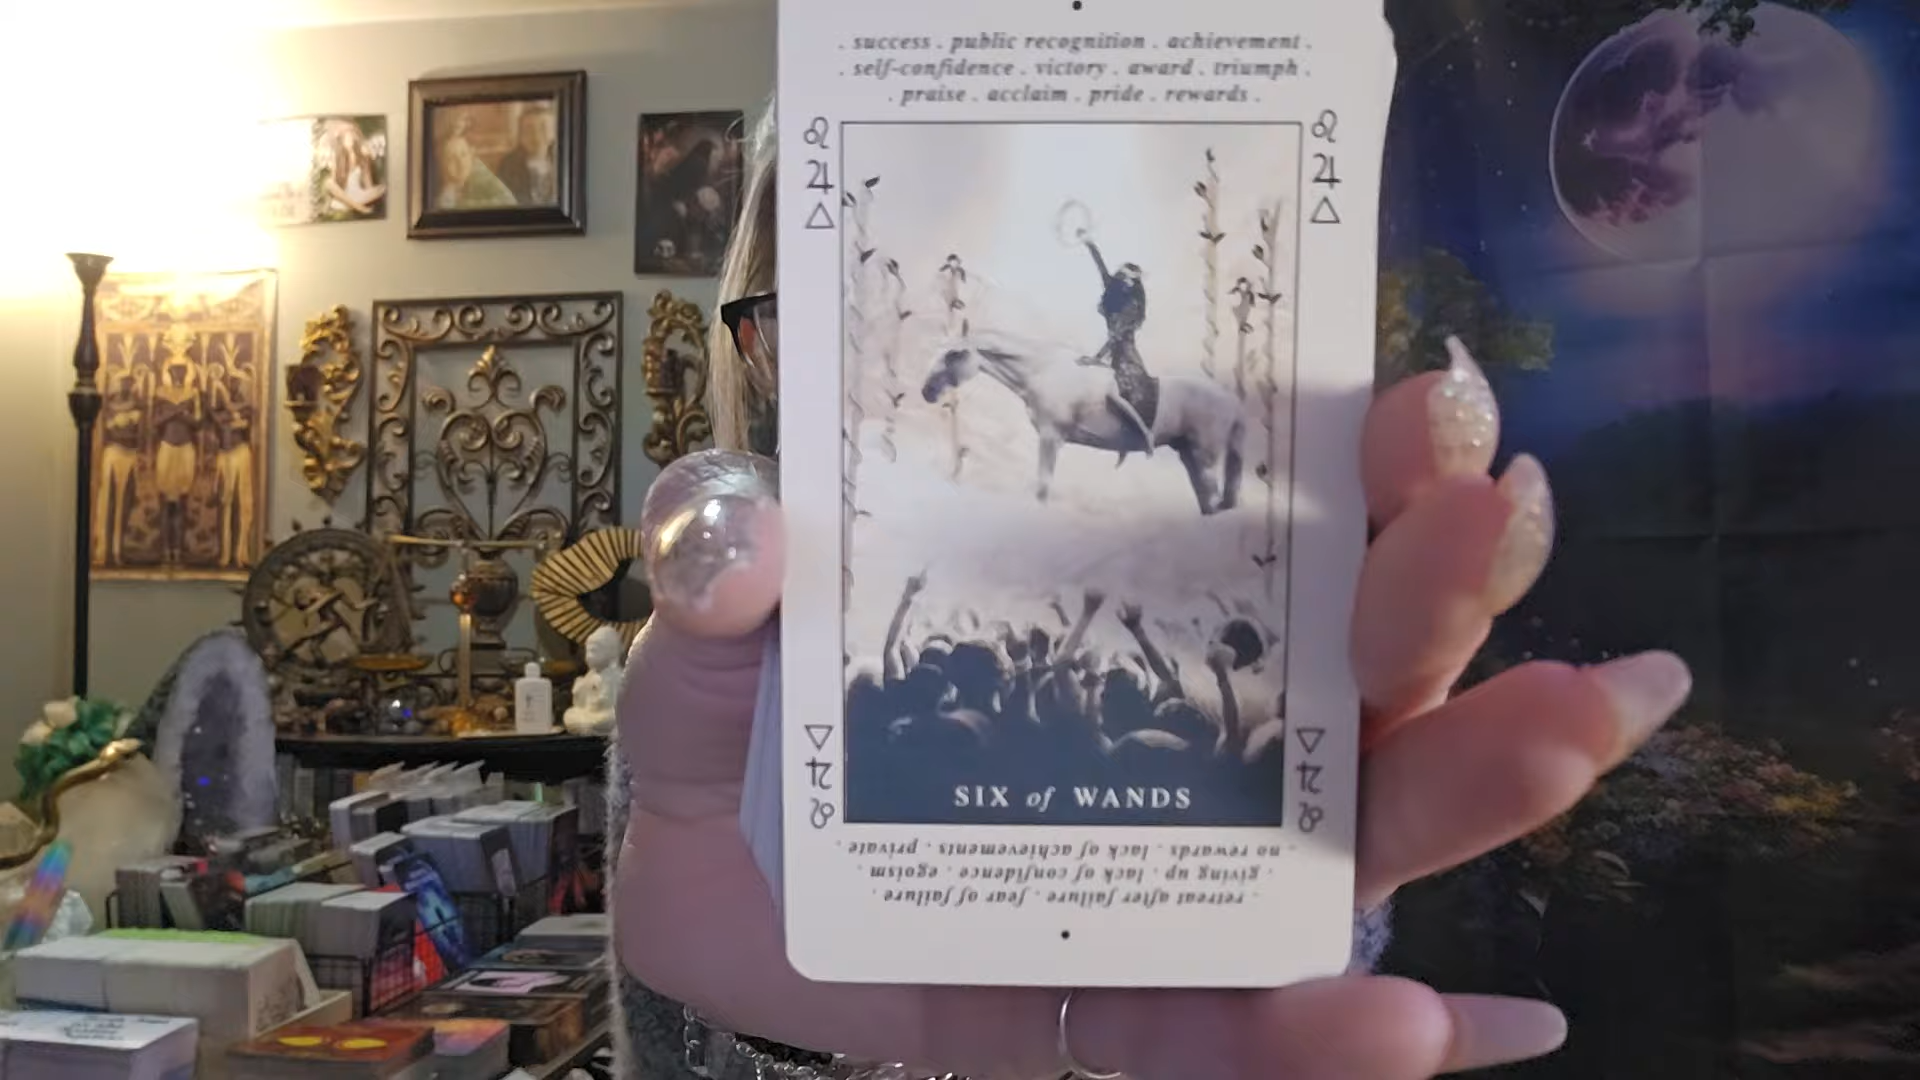 . success . public recognition . achievement .
. self-confidence . victory . award . triumph .
. praise . acclaim . pride . rewards .
SIX of WANDS
. retreat after failure . fear of failure .
. giving up . lack of confidence . egoism .
. no rewards . lack of achievements . private .